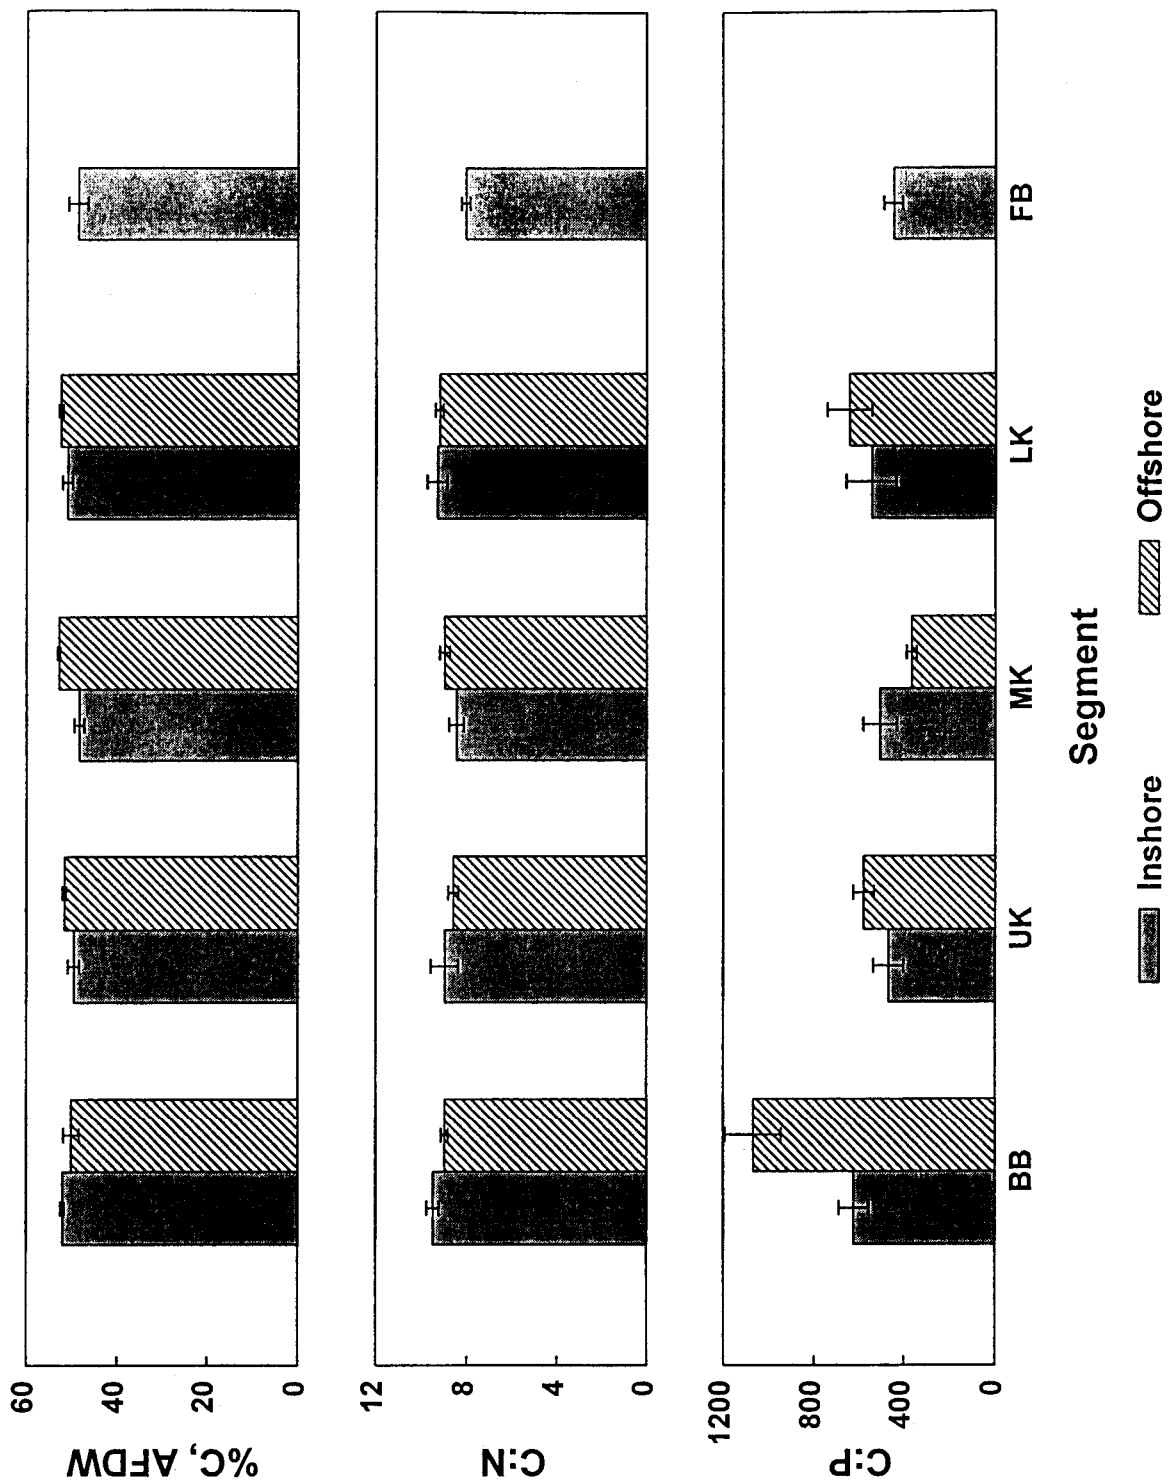 %C, AFDW
60
40
20
0
C:N
12
8
4
0
C:P
1200
800
400
0
BB
UK
MK
LK
FB
Segment
Inshore
Offshore